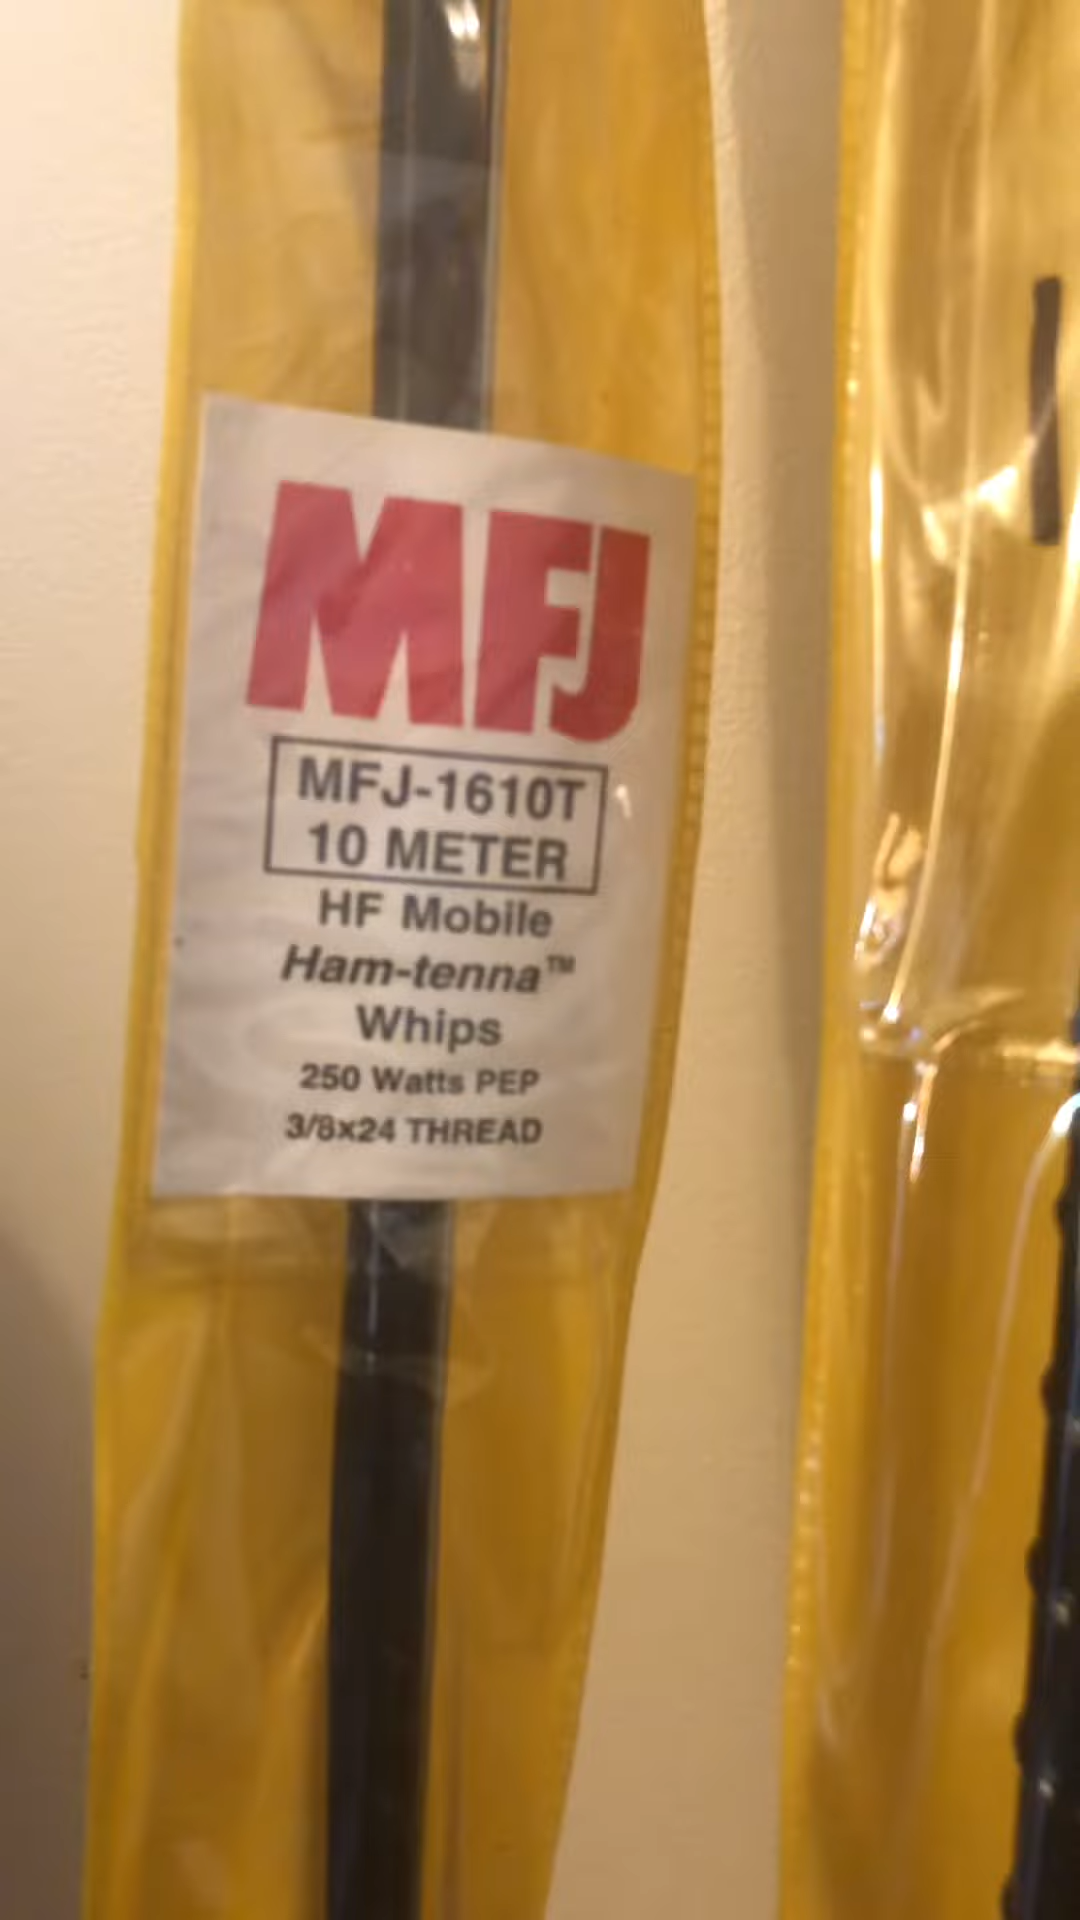 MFJ
MFJ-1610T
10 METER
HF Mobile
Ham-tenna™
Whips
250 Watts PEP
3/8x24 THREAD